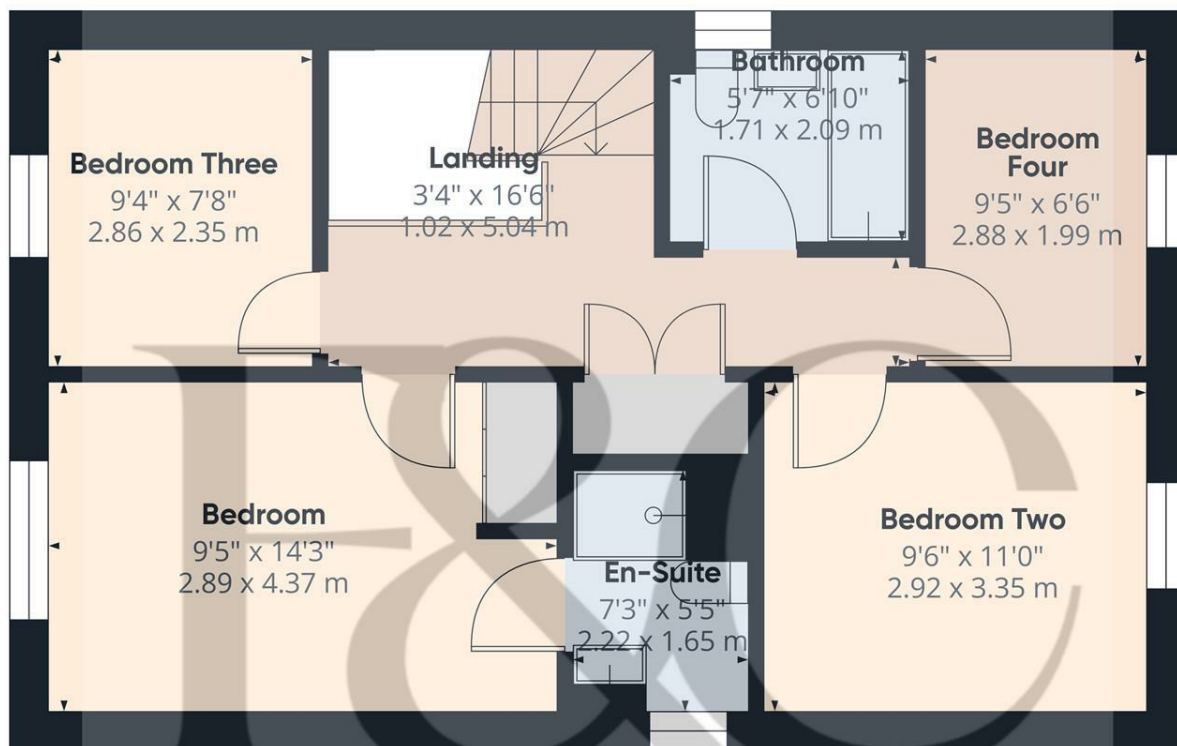 Bedroom Three
9'4" x 7'8"
2.86 x 2.35 m
Landing
3'4" x 16'6"
1.02 x 5.04 m
Bathroom
5'7" x 6'10"
1.71 x 2.09 m
Bedroom
Four
9'5" x 6'6"
2.88 x 1.99 m
Bedroom
9'5" x 14'3"
2.89 x 4.37 m
En-Suite
7'3" x 5'5"
2.22 x 1.65 m
Bedroom Two
9'6" x 11'0"
2.92 x 3.35 m
F&C